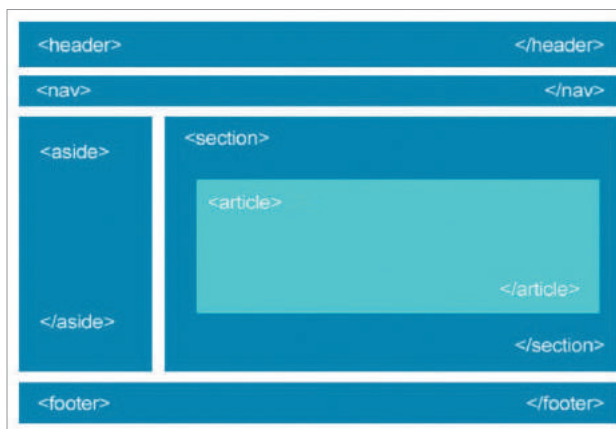 <header> </header>
<nav> </nav>
<aside>
<section>
<article>
</article>
</aside>
</section>
<footer> </footer>